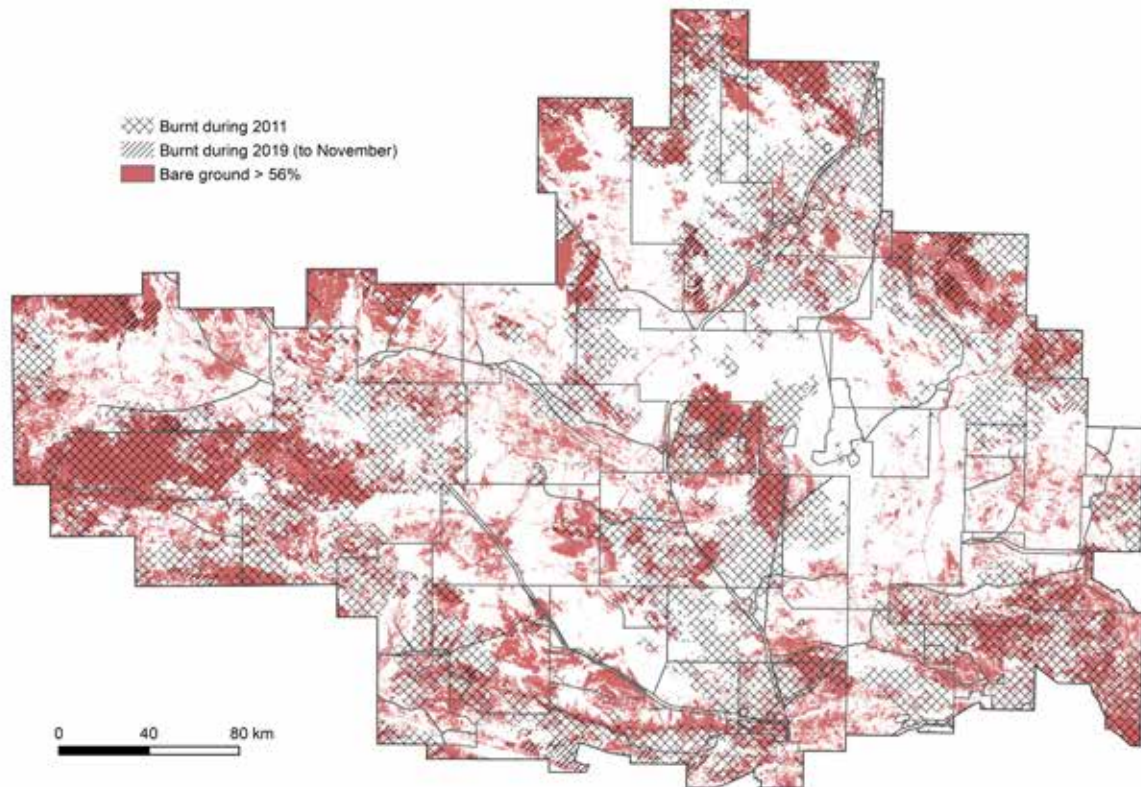 Burnt during 2011
Burnt during 2019 (to November)
Bare ground > 56%
0 40 80 km